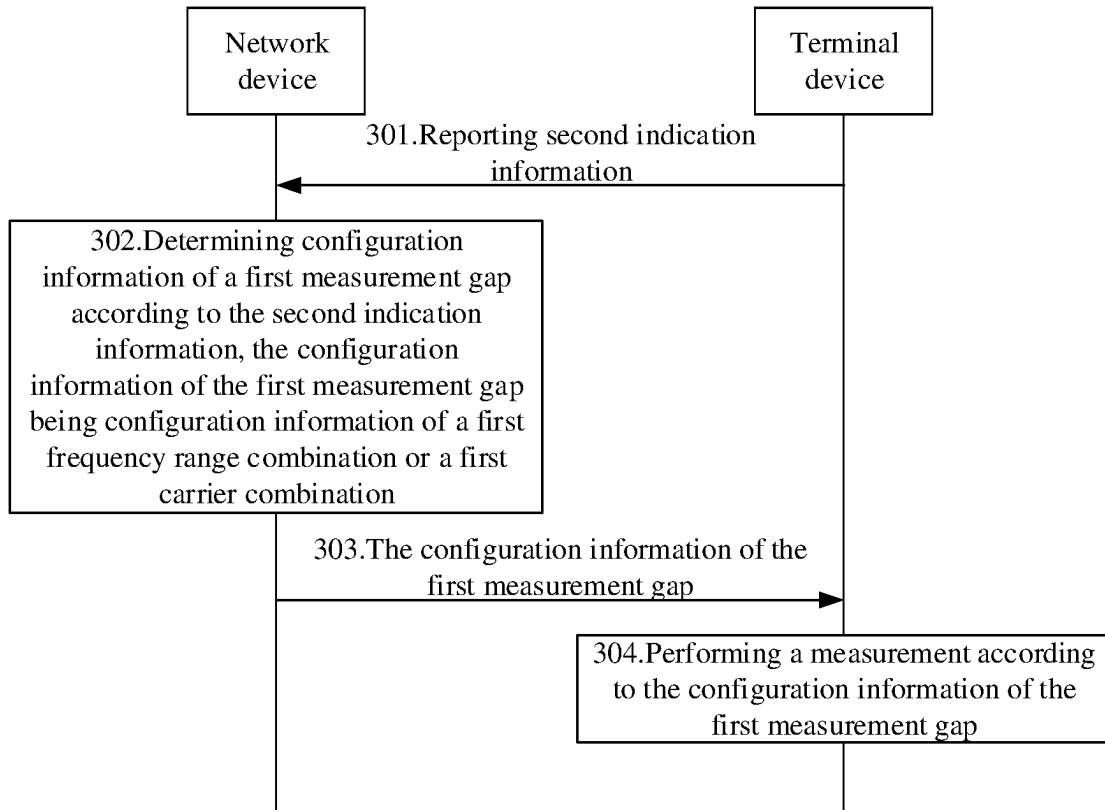 Network
device
Terminal
device
301.Reporting second indication
information
302.Determining configuration
information of a first measurement gap
according to the second indication
information, the configuration
information of the first measurement gap
being configuration information of a first
frequency range combination or a first
carrier combination
303.The configuration information of the
first measurement gap
304.Performing a measurement according
to the configuration information of the
first measurement gap